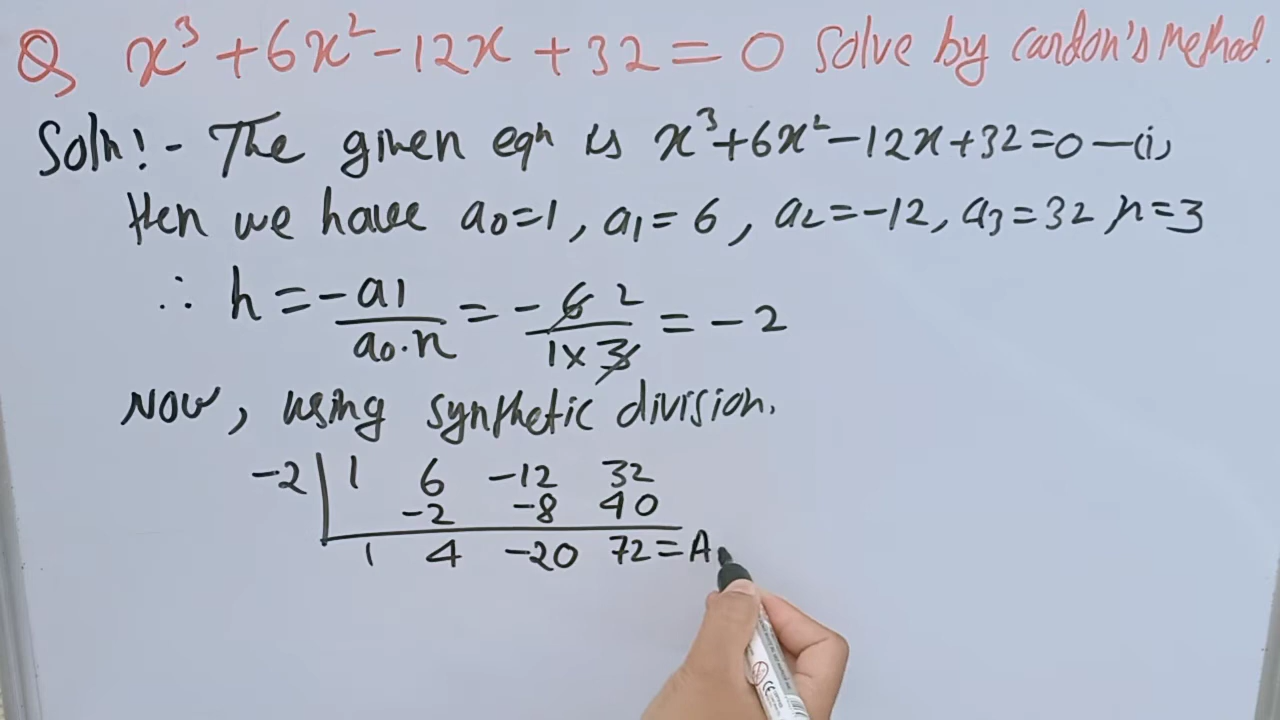 Q x³+6x²-12x+32=0 solve by cardon's Method.
Soln:- The given eqn is x³+6x²-12x+32=0-(i)
Hen we have a0=1, a1=6, a2=-12, a3=32 n=3
∴ h = -a1/a0.n = -6 2/1×3 = -2
Now, using synthetic division.
-2 | 1 6 -12 32
-2 -8 40
1 4 -20 72=A